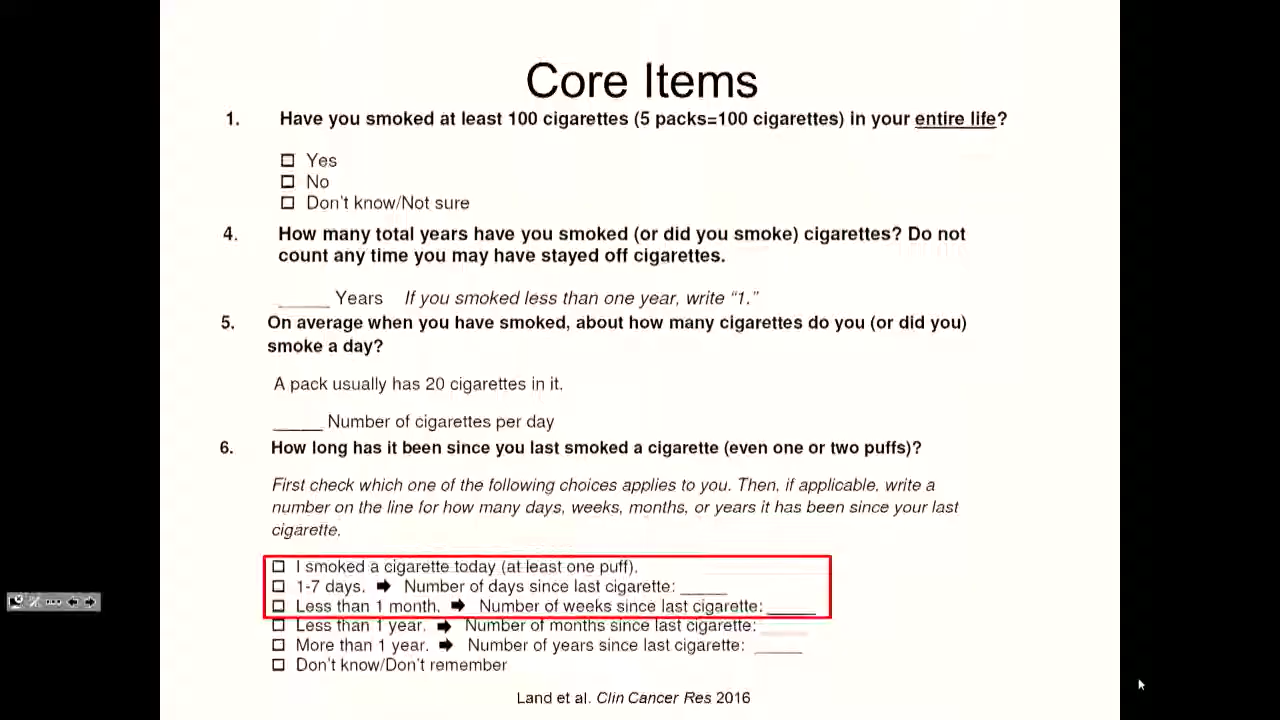 Core Items
1. Have you smoked at least 100 cigarettes (5 packs=100 cigarettes) in your entire life?
☐ Yes
☐ No
☐ Don't know/Not sure
4. How many total years have you smoked (or did you smoke) cigarettes? Do not
count any time you may have stayed off cigarettes.
_____ Years If you smoked less than one year, write “1.”
5. On average when you have smoked, about how many cigarettes do you (or did you)
smoke a day?
A pack usually has 20 cigarettes in it.
_____ Number of cigarettes per day
6. How long has it been since you last smoked a cigarette (even one or two puffs)?
First check which one of the following choices applies to you. Then, if applicable, write a
number on the line for how many days, weeks, months, or years it has been since your last
cigarette.
☐ I smoked a cigarette today (at least one puff).
☐ 1-7 days. ➡ Number of days since last cigarette: _____
☐ Less than 1 month. ➡ Number of weeks since last cigarette: _____
☐ Less than 1 year. ➡ Number of months since last cigarette: _____
☐ More than 1 year. ➡ Number of years since last cigarette: _____
☐ Don't know/Don't remember
Land et al. Clin Cancer Res 2016